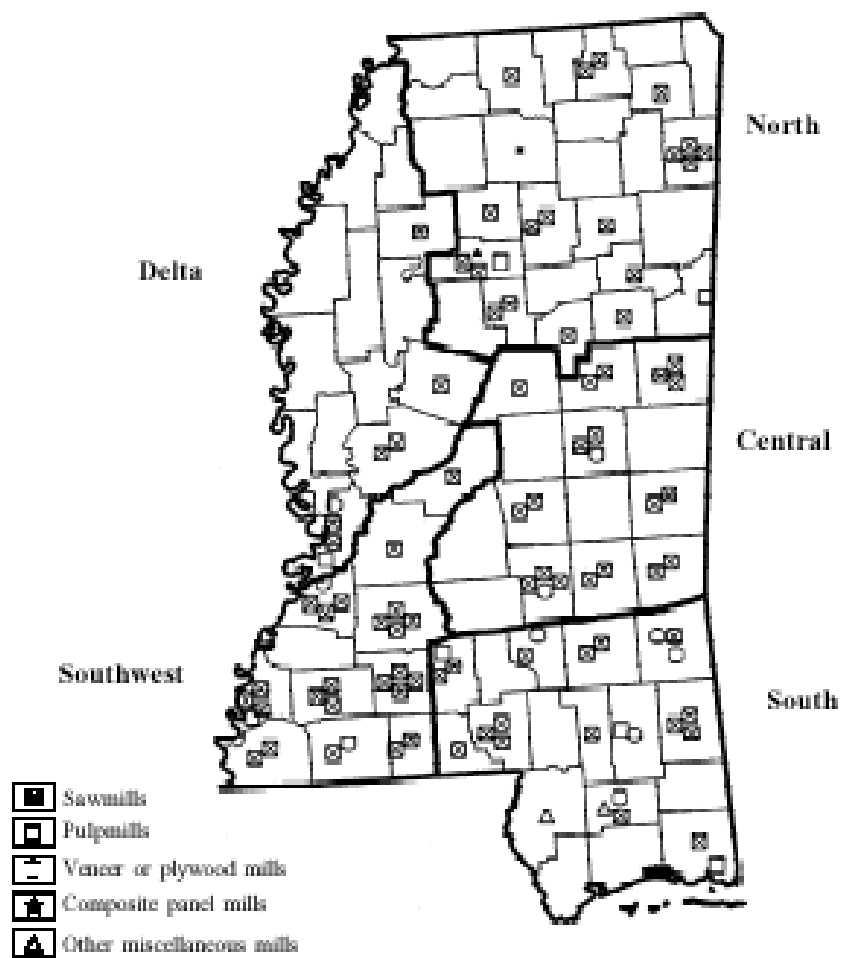 North
Delta
Central
Southwest
South
Sawmills
Pulpmills
Veneer or plywood mills
Composite panel mills
Other miscellaneous mills